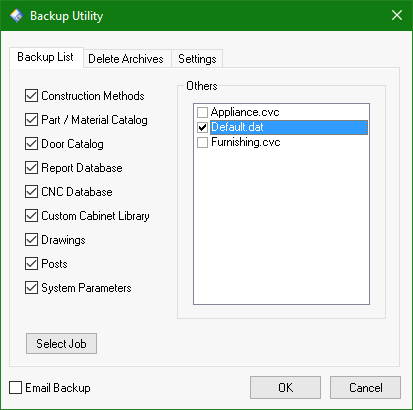 Backup Utility
Backup List
Delete Archives
Settings
Construction Methods
Part / Material Catalog
Door Catalog
Report Database
CNC Database
Custom Cabinet Library
Drawings
Posts
System Parameters
Others
Appliance.cvc
Default.dat
Furnishing.cvc
Select Job
Email Backup
OK
Cancel